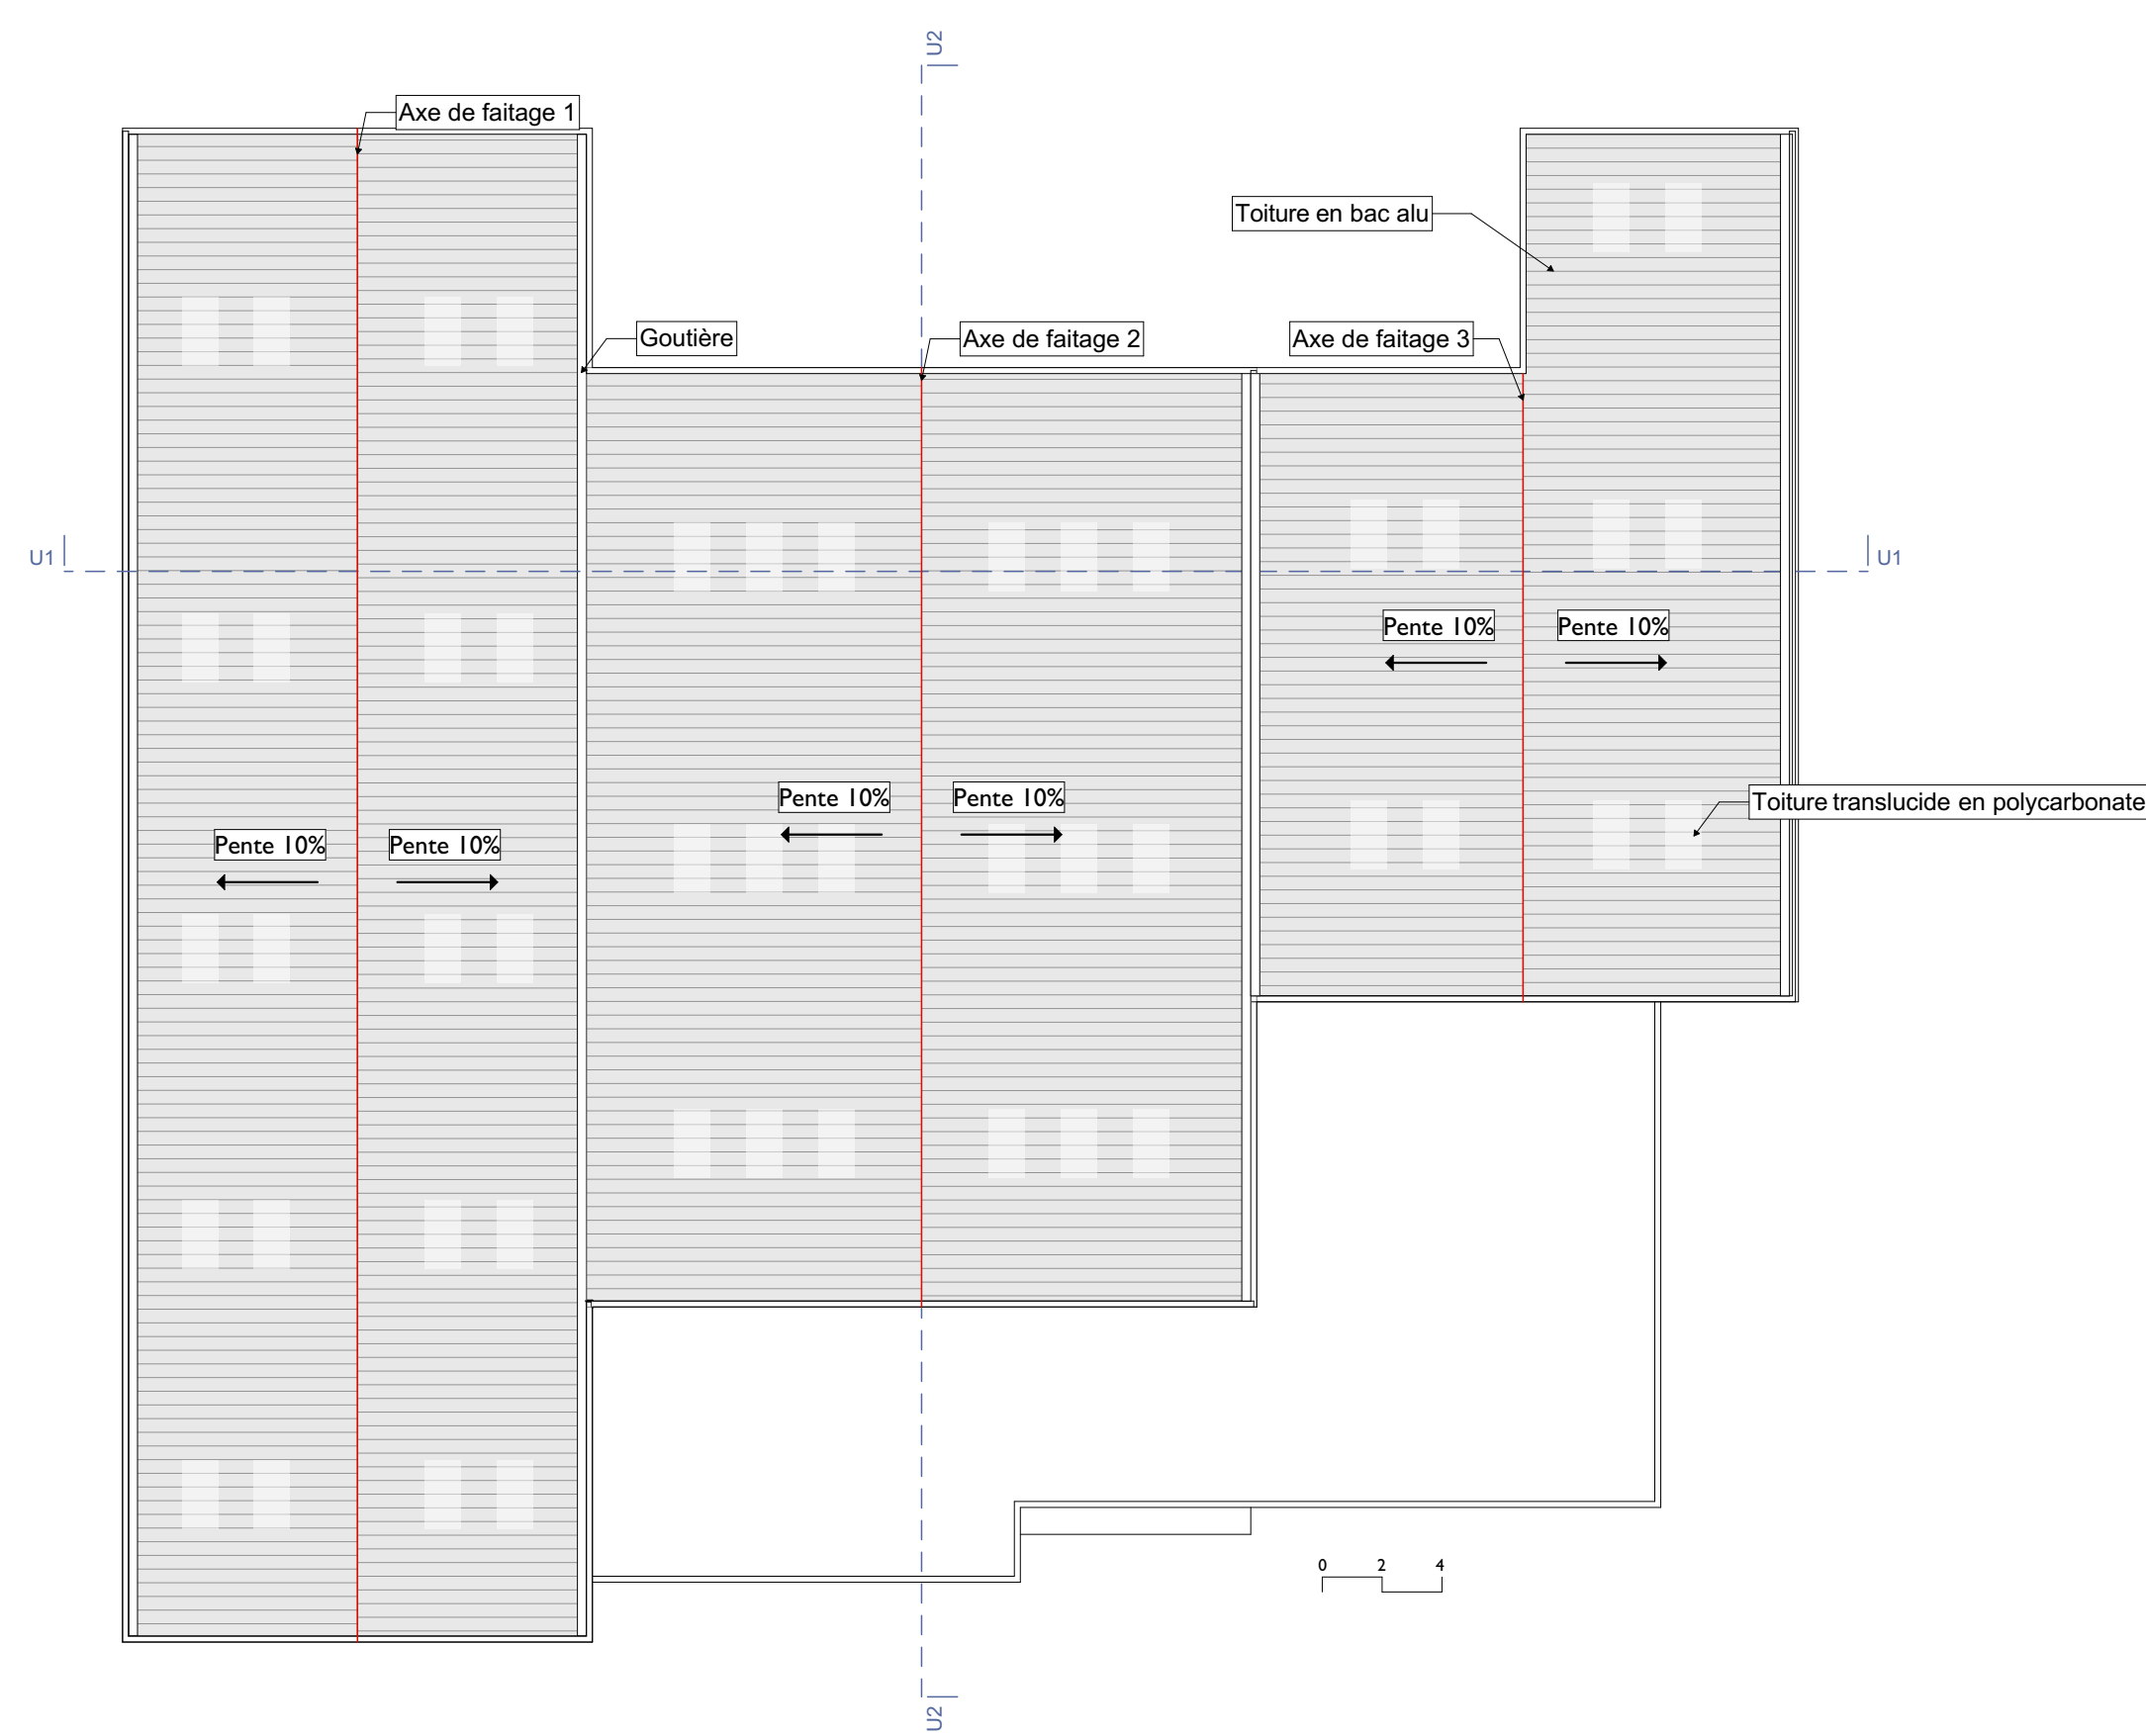 U2
Axe de faitage 1
Toiture en bac alu
Goutière
Axe de faitage 2
Axe de faitage 3
U1
U1
Pente 10%
Pente 10%
Pente 10%
Pente 10%
Toiture translucide en polycarbonate
Pente 10%
Pente 10%
0 2 4
U2